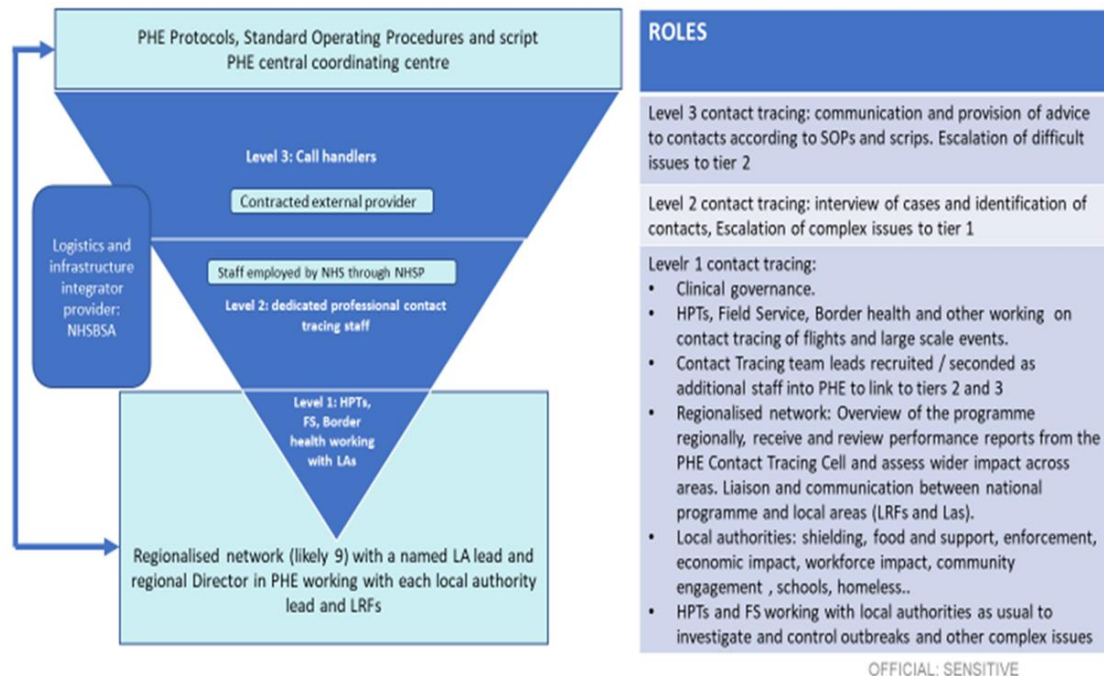 PHE Protocols, Standard Operating Procedures and script
PHE central coordinating centre
Level 3: Call handlers
Contracted external provider
Logistics and
infrastructure
integrator
provider:
NHSBSA
Staff employed by NHS through NHSP
Level 2: dedicated professional contact
tracing staff
Level 1: HPTs,
FS, Border
health working
with LAs
Regionalised network (likely 9) with a named LA lead and
regional Director in PHE working with each local authority
lead and LRFs
ROLES
Level 3 contact tracing: communication and provision of advice
to contacts according to SOPs and scrips. Escalation of difficult
issues to tier 2
Level 2 contact tracing: interview of cases and identification of
contacts, Escalation of complex issues to tier 1
Levelr 1 contact tracing:
• Clinical governance.
• HPTs, Field Service, Border health and other working on
contact tracing of flights and large scale events.
• Contact Tracing team leads recruited / seconded as
additional staff into PHE to link to tiers 2 and 3
• Regionalised network: Overview of the programme
regionally, receive and review performance reports from the
PHE Contact Tracing Cell and assess wider impact across
areas. Liaison and communication between national
programme and local areas (LRFs and Las).
• Local authorities: shielding, food and support, enforcement,
economic impact, workforce impact, community
engagement , schools, homeless..
• HPTs and FS working with local authorities as usual to
investigate and control outbreaks and other complex issues
OFFICIAL: SENSITIVE